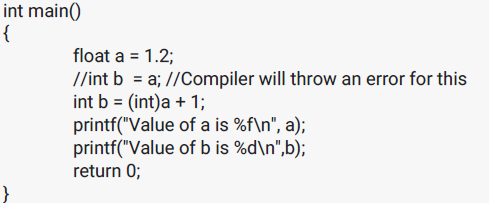 int main()
{
float a = 1.2;
//int b  = a; //Compiler will throw an error for this
int b = (int)a + 1;
printf("Value of a is %f\n", a);
printf("Value of b is %d\n",b);
return 0;
}